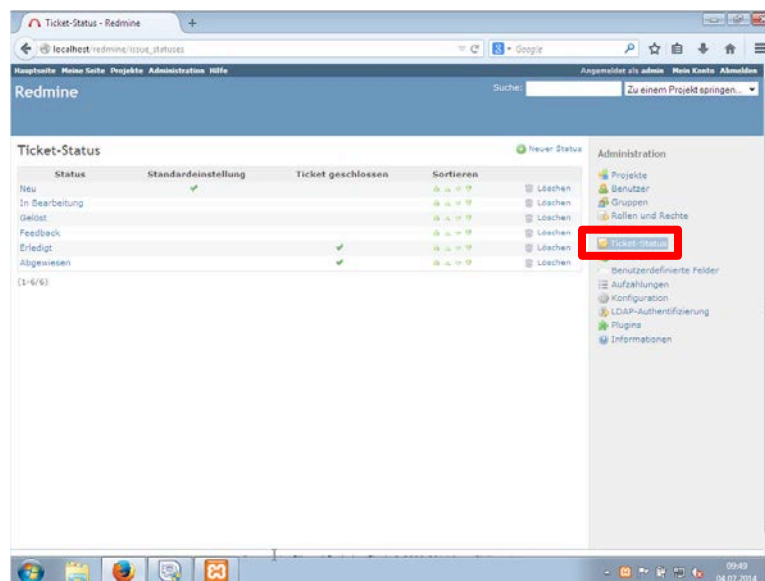 Ticket-Status - Redmine
localhost/redmine/issue_statuses
Google
Hauptseite Meine Seite Projekte Administration Hilfe
Angemeldet als admin Mein Konto Abmelden
Redmine
Suche:
Zu einem Projekt springen...
Ticket-Status
Neuer Status
Status Standardeinstellung Ticket geschlossen Sortieren
Neu Löschen
In Bearbeitung Löschen
Gelöst Löschen
Feedback Löschen
Erledigt Löschen
Abgewiesen Löschen
(1-6/6)
Administration
Projekte
Benutzer
Gruppen
Rollen und Rechte
Ticket-Status
Benutzerdefinierte Felder
Aufzählungen
Konfiguration
LDAP-Authentifizierung
Plugins
Informationen
09:49
04.07.2014